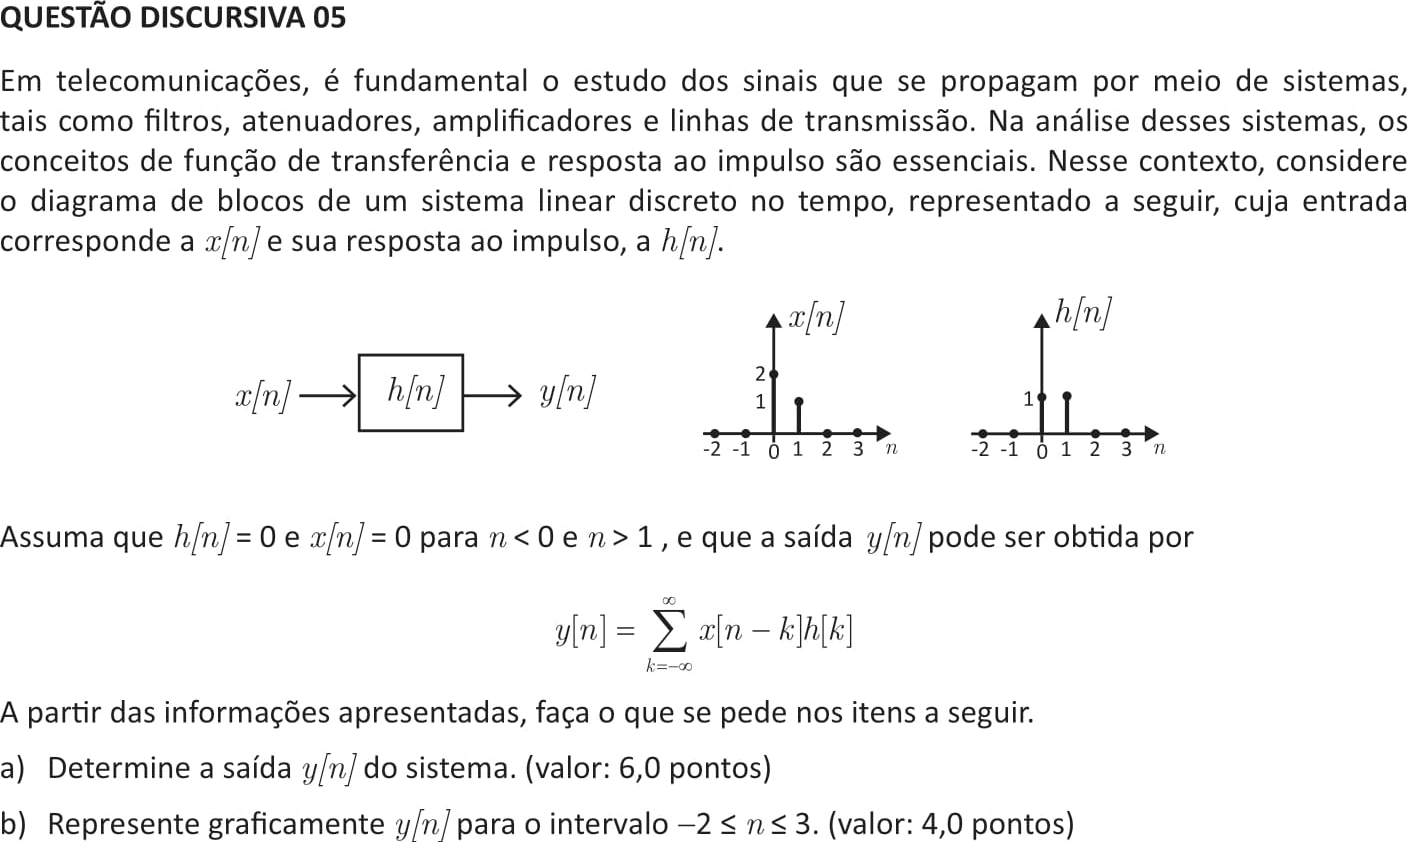 QUESTÃO DISCURSIVA 05
Em telecomunicações, é fundamental o estudo dos sinais que se propagam por meio de sistemas,
tais como filtros, atenuadores, amplificadores e linhas de transmissão. Na análise desses sistemas, os
conceitos de função de transferência e resposta ao impulso são essenciais. Nesse contexto, considere
o diagrama de blocos de um sistema linear discreto no tempo, representado a seguir, cuja entrada
corresponde a x[n] e sua resposta ao impulso, a h[n].
x[n] h[n] y[n]
x[n]
2
1
-2 -1 0 1 2 3 n
h[n]
1
-2 -1 0 1 2 3 n
Assuma que h[n] = 0 e x[n] = 0 para n < 0 e n > 1 , e que a saída y[n] pode ser obtida por
y[n] = ∑ k=−∞ ∞ x[n − k]h[k]
A partir das informações apresentadas, faça o que se pede nos itens a seguir.
a) Determine a saída y[n] do sistema. (valor: 6,0 pontos)
b) Represente graficamente y[n] para o intervalo −2 ≤ n ≤ 3. (valor: 4,0 pontos)